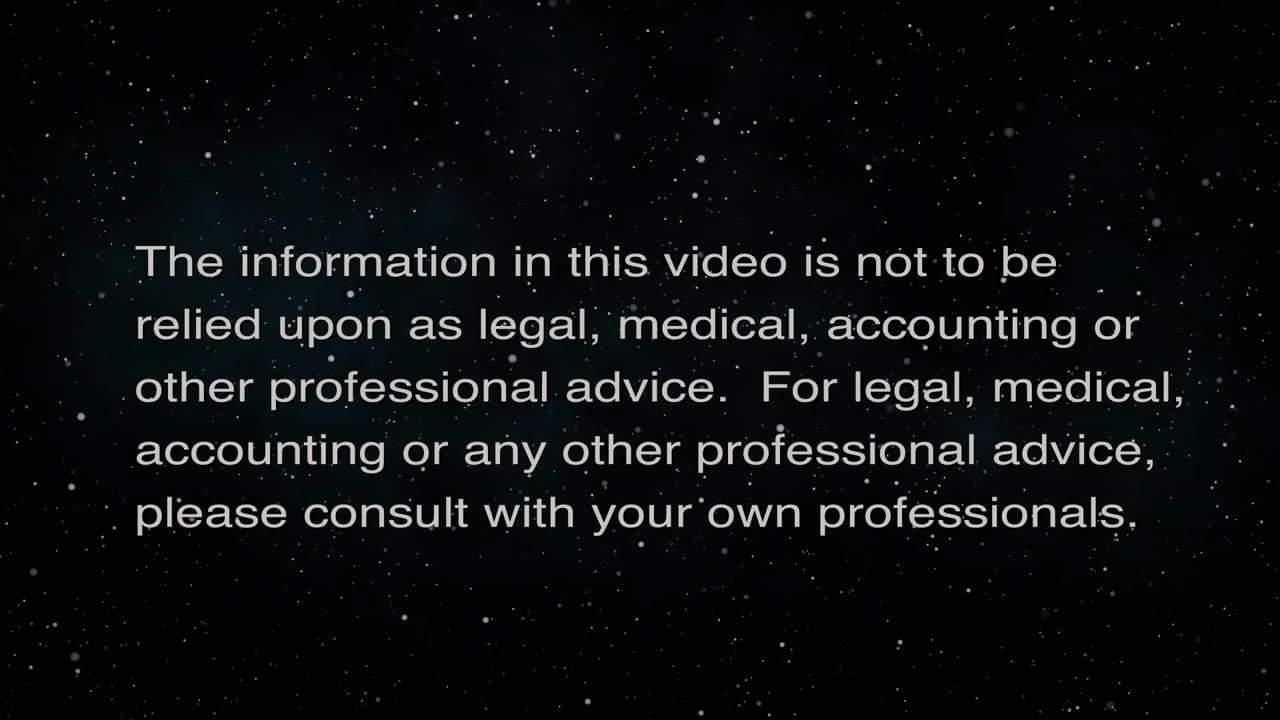 The information in this video is not to be
relied upon as legal, medical, accounting or
other professional advice.  For legal, medical,
accounting or any other professional advice,
please consult with your own professionals.